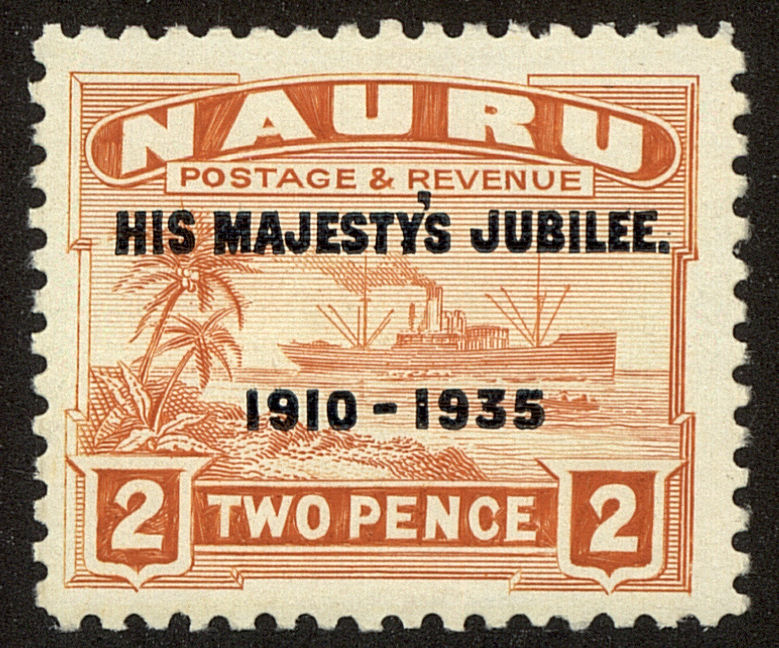 NAURU
POSTAGE & REVENUE
HIS MAJESTY'S JUBILEE.
1910 - 1935
2 TWO PENCE 2